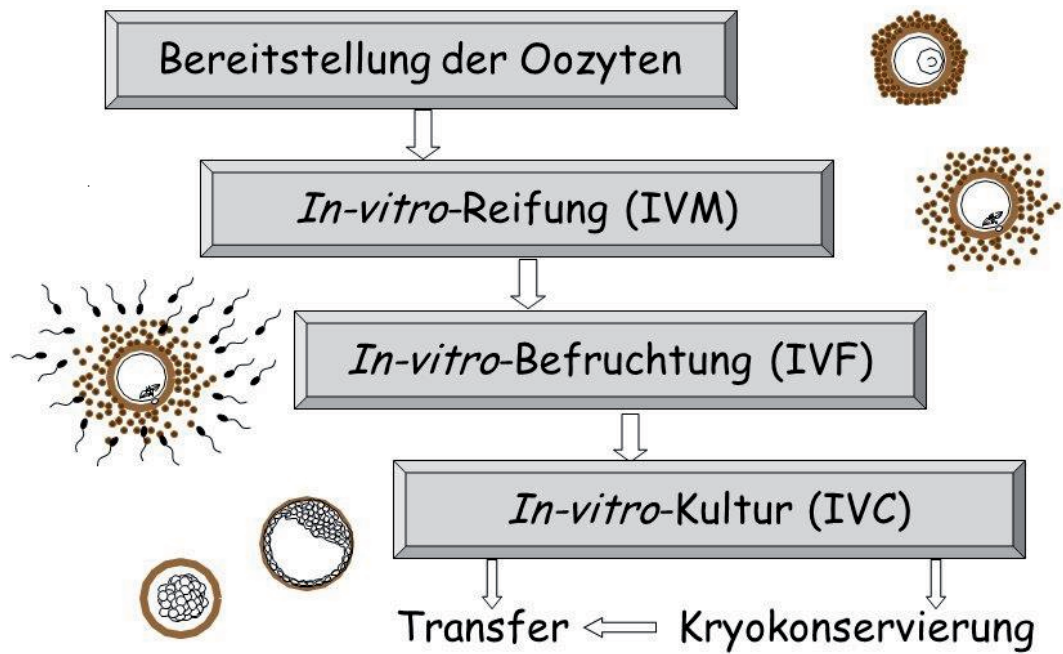 Bereitstellung der Oozyten
In-vitro-Reifung (IVM)
In-vitro-Befruchtung (IVF)
In-vitro-Kultur (IVC)
Transfer Kryokonservierung